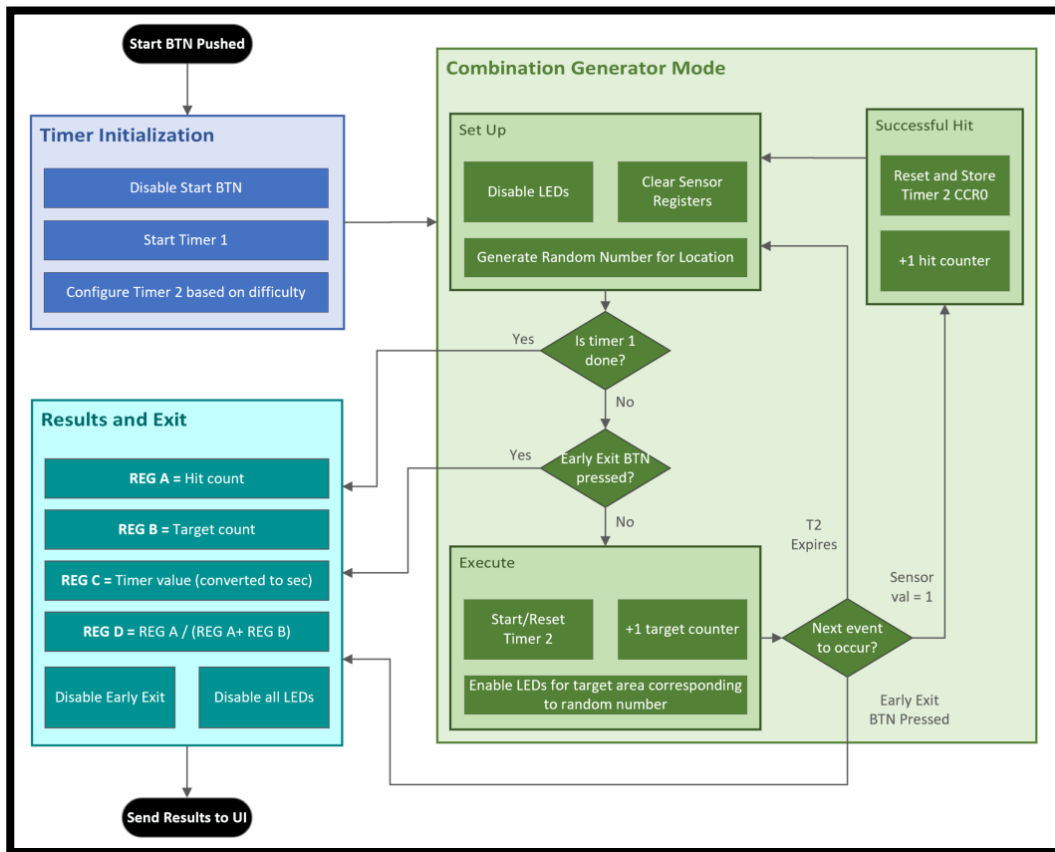 Start BTN Pushed
Timer Initialization
Disable Start BTN
Start Timer 1
Configure Timer 2 based on difficulty
Combination Generator Mode
Set Up
Disable LEDs
Clear Sensor
Registers
Generate Random Number for Location
Successful Hit
Reset and Store
Timer 2 CCR0
+1 hit counter
Is timer 1
done?
Yes
No
Early Exit BTN
pressed?
Yes
No
Execute
Start/Reset
Timer 2
+1 target counter
Enable LEDs for target area corresponding
to random number
Next event
to occur?
T2
Expires
Sensor
val = 1
Early Exit
BTN Pressed
Results and Exit
REG A = Hit count
REG B = Target count
REG C = Timer value (converted to sec)
REG D = REG A / (REG A+ REG B)
Disable Early Exit
Disable all LEDs
Send Results to UI